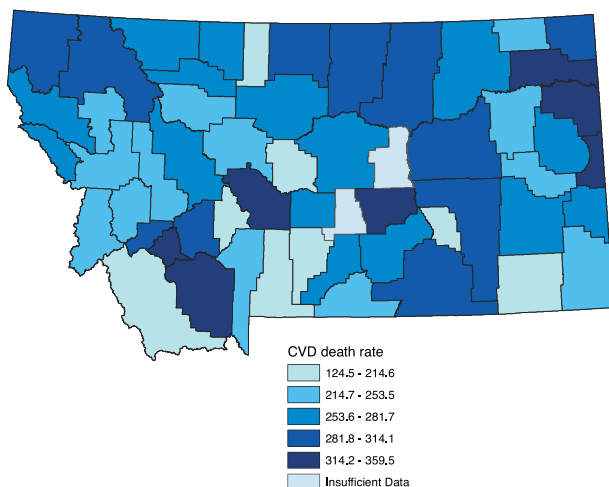 CVD death rate
124.5 - 214.6
214.7 - 253.5
253.6 - 281.7
281.8 - 314.1
314.2 - 359.5
Insufficient Data